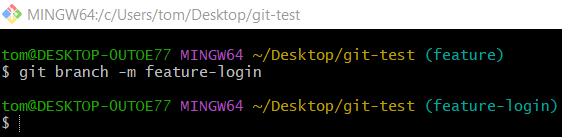 MINGW64:/c/Users/tom/Desktop/git-test
tom@DESKTOP-OUTOE77 MINGW64 ~/Desktop/git-test (feature)
$ git branch -m feature-login
tom@DESKTOP-OUTOE77 MINGW64 ~/Desktop/git-test (feature-login)
$